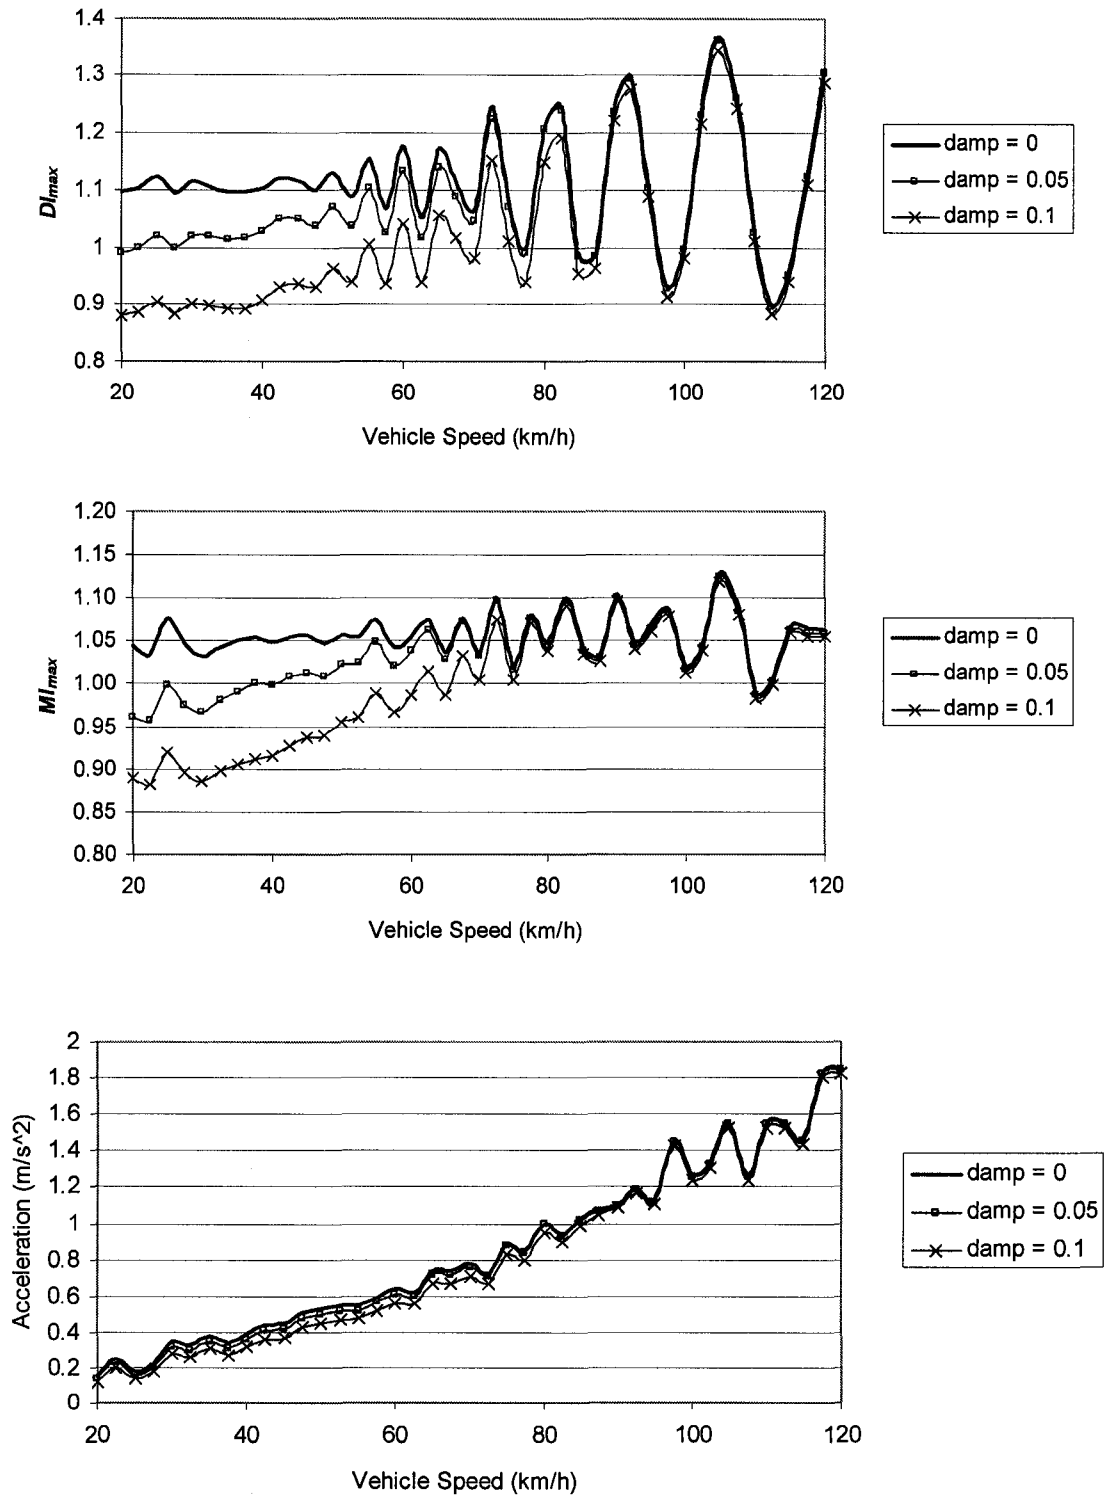 1.4
1.3
1.2
1.1
1
0.9
0.8
DImax
20 40 60 80 100 120
Vehicle Speed (km/h)
damp = 0
damp = 0.05
damp = 0.1
1.20
1.15
1.10
1.05
1.00
0.95
0.90
0.85
0.80
MImax
20 40 60 80 100 120
Vehicle Speed (km/h)
damp = 0
damp = 0.05
damp = 0.1
2
1.8
1.6
1.4
1.2
1
0.8
0.6
0.4
0.2
0
Acceleration (m/s^2)
20 40 60 80 100 120
Vehicle Speed (km/h)
damp = 0
damp = 0.05
damp = 0.1